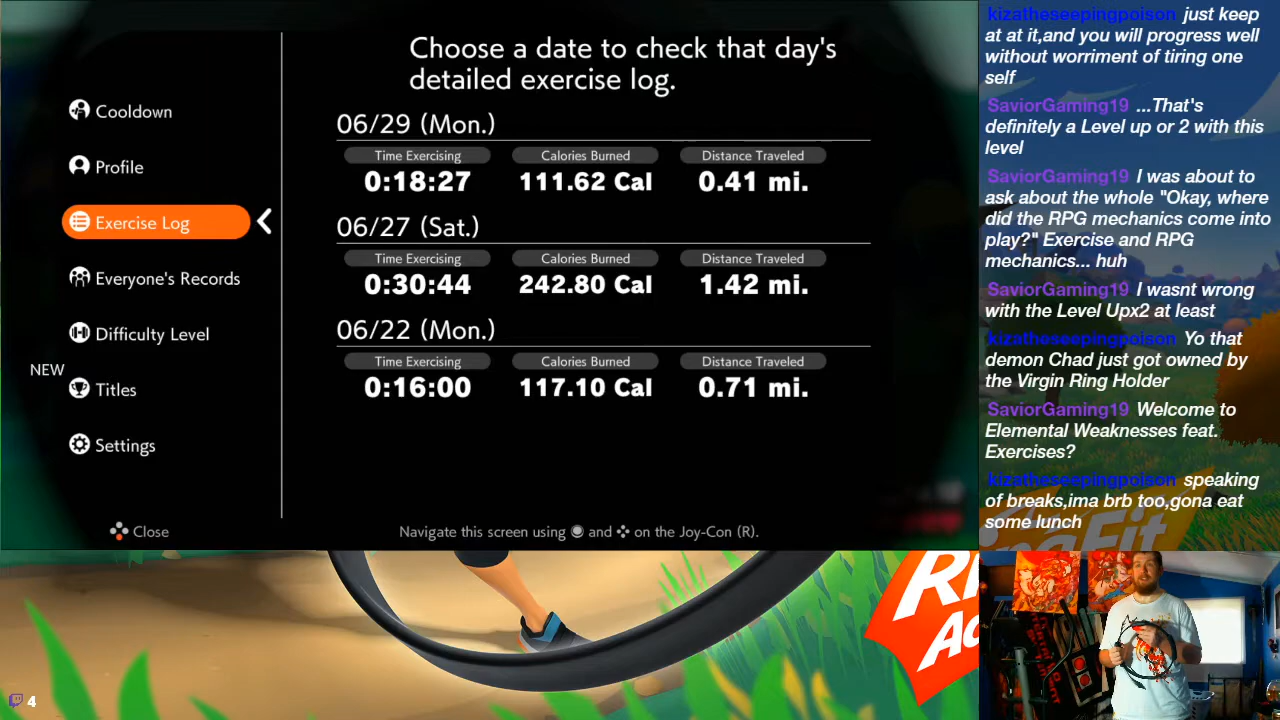 Choose a date to check that day's
detailed exercise log.
Cooldown
Profile
Exercise Log
Everyone's Records
Difficulty Level
NEW
Titles
Settings
06/29 (Mon.)
Time Exercising Calories Burned Distance Traveled
0:18:27 111.62 Cal 0.41 mi.
06/27 (Sat.)
Time Exercising Calories Burned Distance Traveled
0:30:44 242.80 Cal 1.42 mi.
06/22 (Mon.)
Time Exercising Calories Burned Distance Traveled
0:16:00 117.10 Cal 0.71 mi.
Close
Navigate this screen using and on the Joy-Con (R).
kizatheseepingpoison just keep
at at it,and you will progress well
without worriment of tiring one
self
SaviorGaming19 ...That's
definitely a Level up or 2 with this
level
SaviorGaming19 I was about to
ask about the whole "Okay, where
did the RPG mechanics come into
play?" Exercise and RPG
mechanics... huh
SaviorGaming19 I wasnt wrong
with the Level Upx2 at least
kizatheseepingpoison Yo that
demon Chad just got owned by
the Virgin Ring Holder
SaviorGaming19 Welcome to
Elemental Weaknesses feat.
Exercises?
kizatheseepingpoison speaking
of breaks,ima brb too,gona eat
some lunch
4